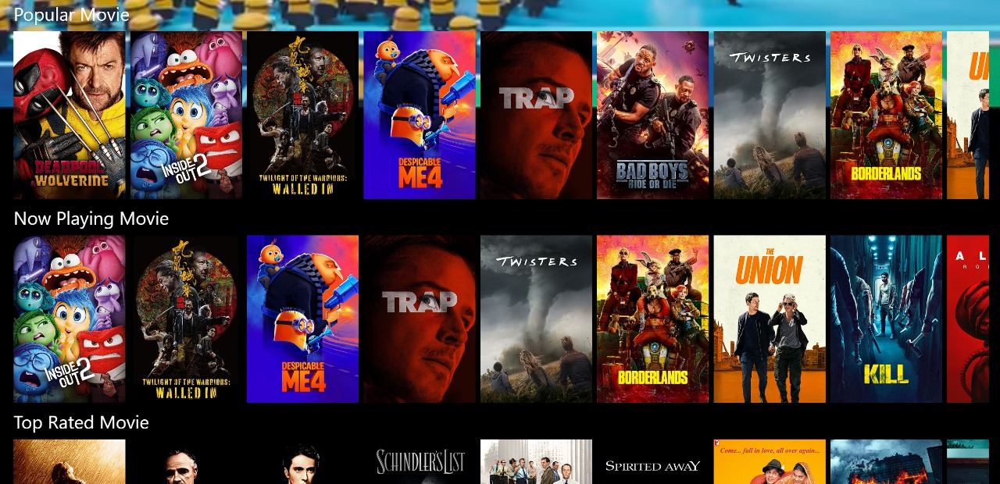 Popular Movie
DEADPOOL
WOLVERINE
INSIDE
OUT 2
TWILIGHT OF THE WARRIORS:
WALLED IN
DESPICABLE
ME4
TRAP
BAD BOYS
RIDE OR DIE
TWISTERS
BORDERLANDS
Now Playing Movie
INSIDE
OUT 2
TWILIGHT OF THE WARRIORS:
WALLED IN
DESPICABLE
ME4
TRAP
TWISTERS
BORDERLANDS
THE
UNION
KILL
Top Rated Movie
SCHINDLER'S LIST
SPIRITED AWAY
Come... fall in love, all over again...